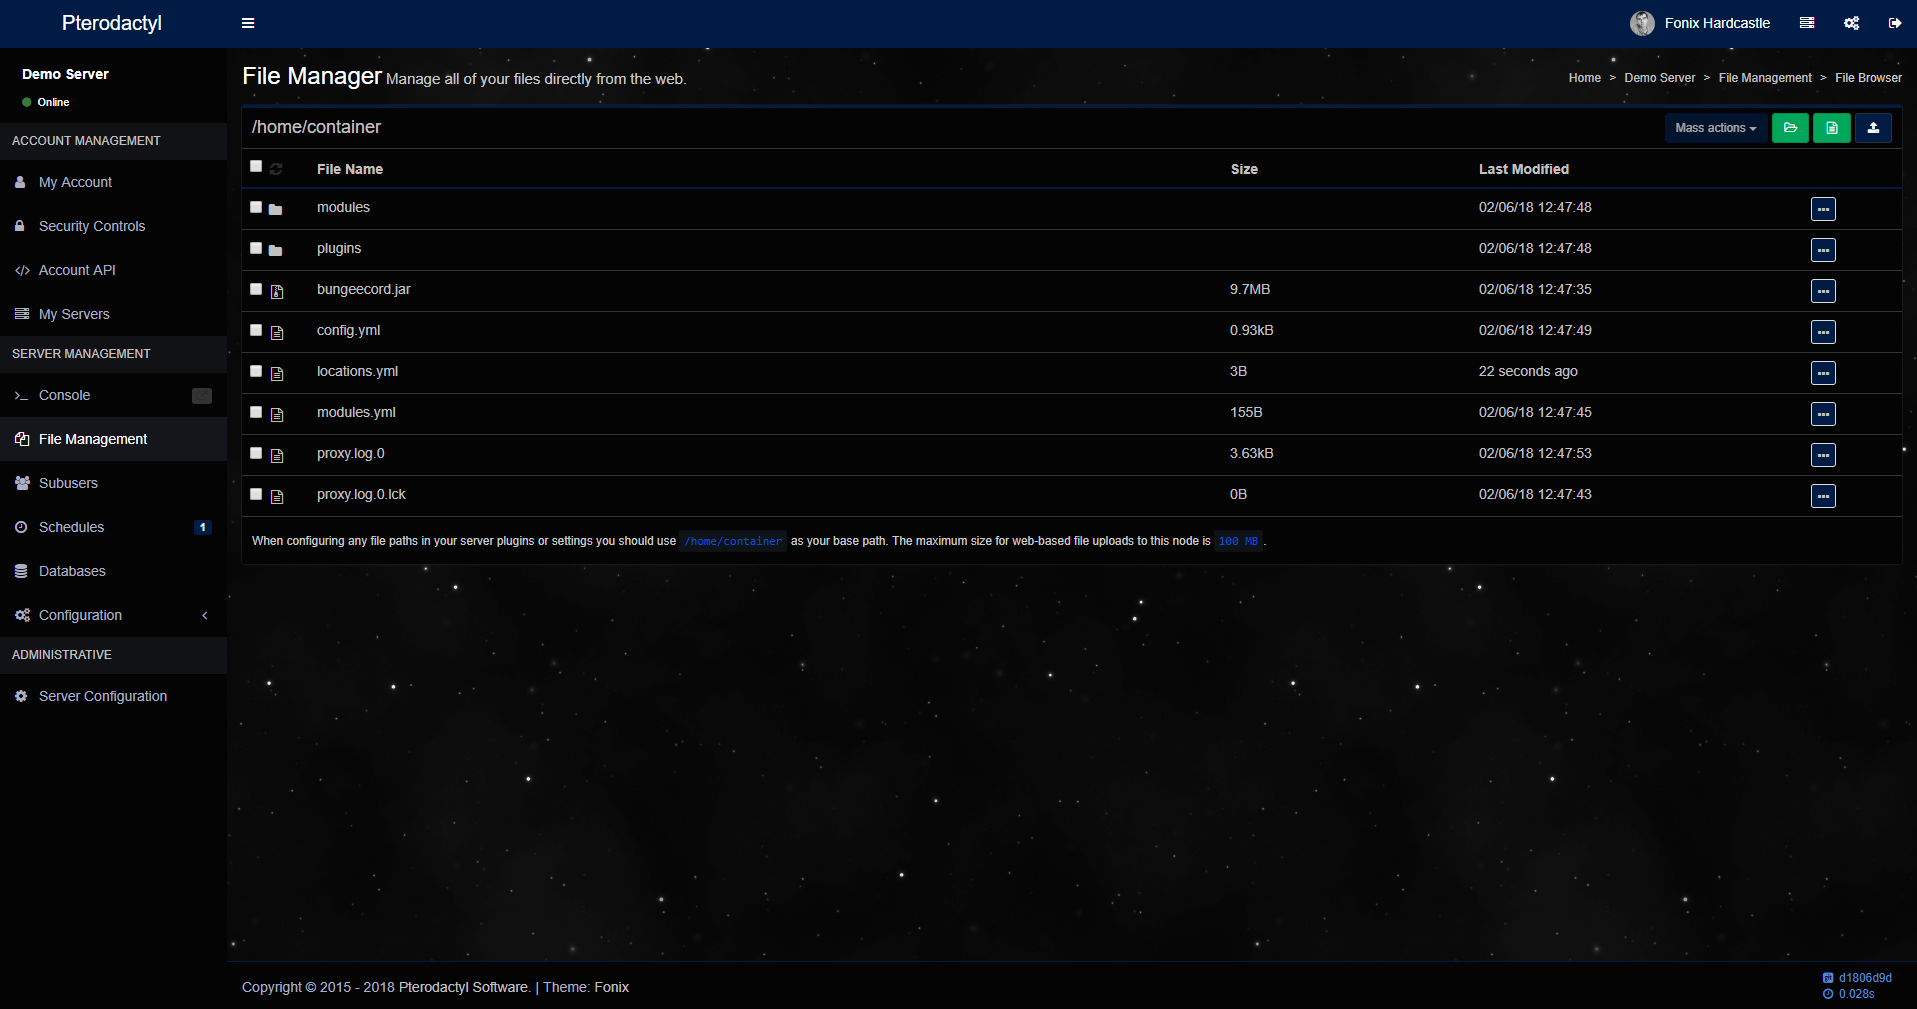 Pterodactyl
Fonix Hardcastle
Demo Server
Online
ACCOUNT MANAGEMENT
My Account
Security Controls
Account API
My Servers
SERVER MANAGEMENT
Console
File Management
Subusers
Schedules 1
Databases
Configuration
ADMINISTRATIVE
Server Configuration
File Manager Manage all of your files directly from the web.
Home > Demo Server > File Management > File Browser
/home/container
Mass actions
File Name Size Last Modified
modules 02/06/18 12:47:48
plugins 02/06/18 12:47:48
bungeecord.jar 9.7MB 02/06/18 12:47:35
config.yml 0.93kB 02/06/18 12:47:49
locations.yml 3B 22 seconds ago
modules.yml 155B 02/06/18 12:47:45
proxy.log.0 3.63kB 02/06/18 12:47:53
proxy.log.0.lck 0B 02/06/18 12:47:43
When configuring any file paths in your server plugins or settings you should use /home/container as your base path. The maximum size for web-based file uploads to this node is 100 MB.
Copyright © 2015 - 2018 Pterodactyl Software. | Theme: Fonix
d1806d9d
0.028s